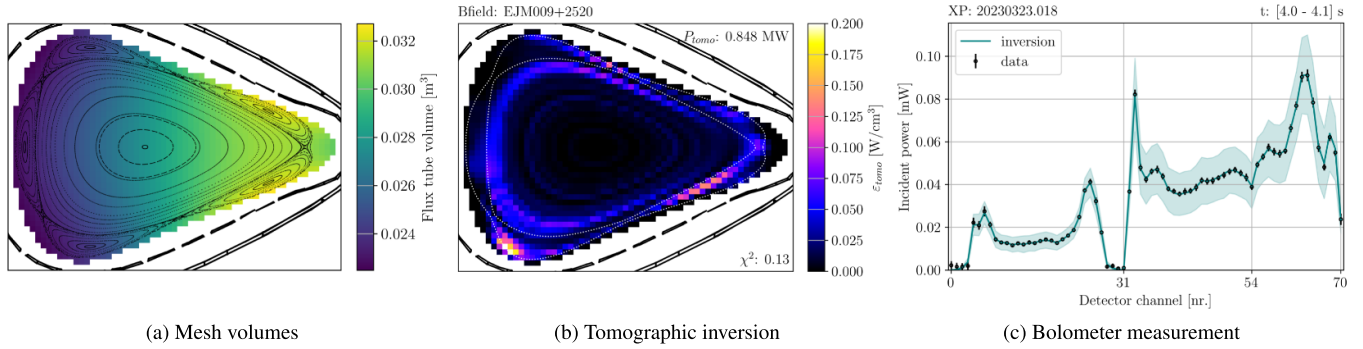 Bfield: EJM009+2520
XP: 20230323.018
t: [4.0 - 4.1] s
0.032
0.030
0.028
0.026
0.024
Flux tube volume [m³]
P_tomo: 0.848 MW
χ²: 0.13
0.200
0.175
0.150
0.125
0.100
0.075
0.050
0.025
0.000
ε_tomo [W/cm³]
Incident power [mW]
0.10
0.08
0.06
0.04
0.02
0.00
inversion
data
0
31
54
70
Detector channel [nr.]
(a) Mesh volumes
(b) Tomographic inversion
(c) Bolometer measurement